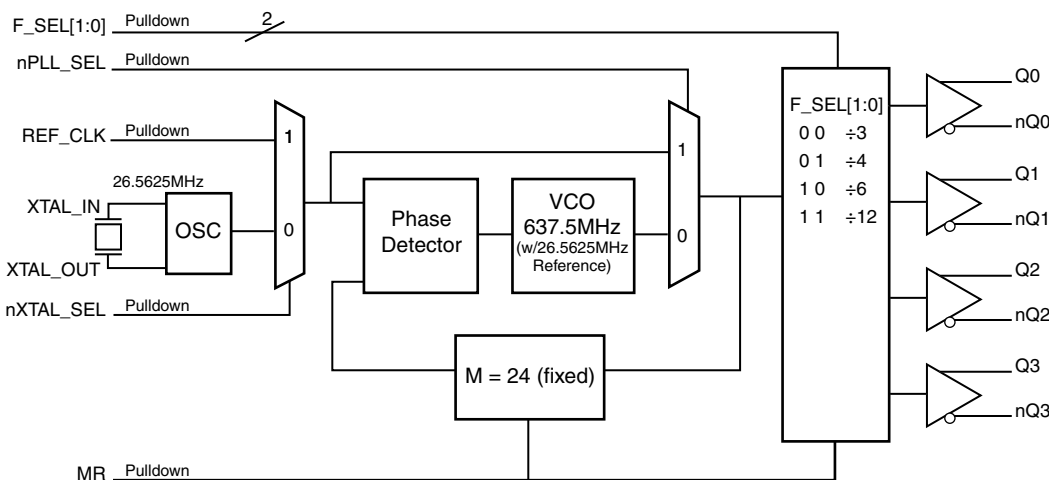 F_SEL[1:0] Pulldown 2
nPLL_SEL Pulldown
REF_CLK Pulldown
1
0
26.5625MHz
XTAL_IN
OSC
XTAL_OUT
nXTAL_SEL Pulldown
Phase
Detector
VCO
637.5MHz
(w/26.5625MHz
Reference)
1
0
M = 24 (fixed)
MR Pulldown
F_SEL[1:0]
0 0 ÷3
0 1 ÷4
1 0 ÷6
1 1 ÷12
Q0
nQ0
Q1
nQ1
Q2
nQ2
Q3
nQ3